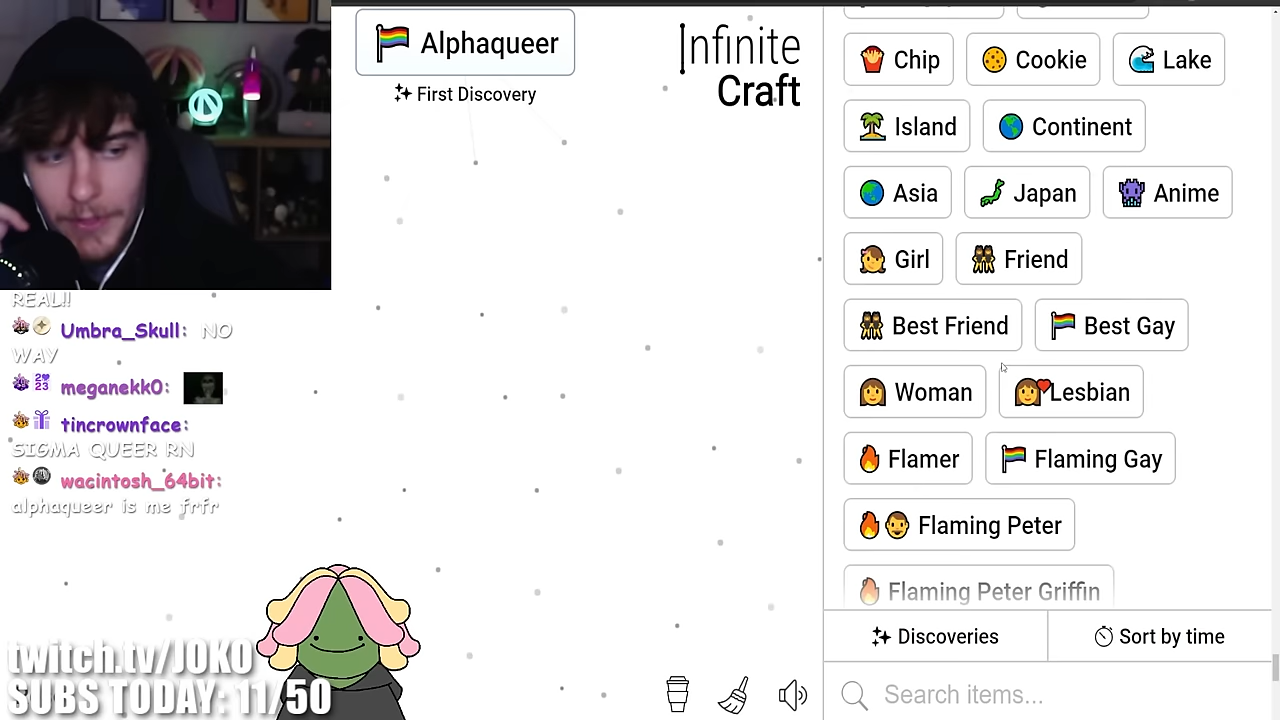 Alphaqueer
First Discovery
Infinite
Craft
REAL!!
Umbra_Skull: NO
WAY
2
23
meganekk0:
tincrownface:
SIGMA QUEER RN
wacintosh_64bit:
alphaqueer is me frfr
twitch.tv/JOKO
SUBS TODAY: 11/50
Chip Cookie Lake
Island Continent
Asia Japan Anime
Girl Friend
Best Friend Best Gay
Woman Lesbian
Flamer Flaming Gay
Flaming Peter
Flaming Peter Griffin
Discoveries Sort by time
Search items...